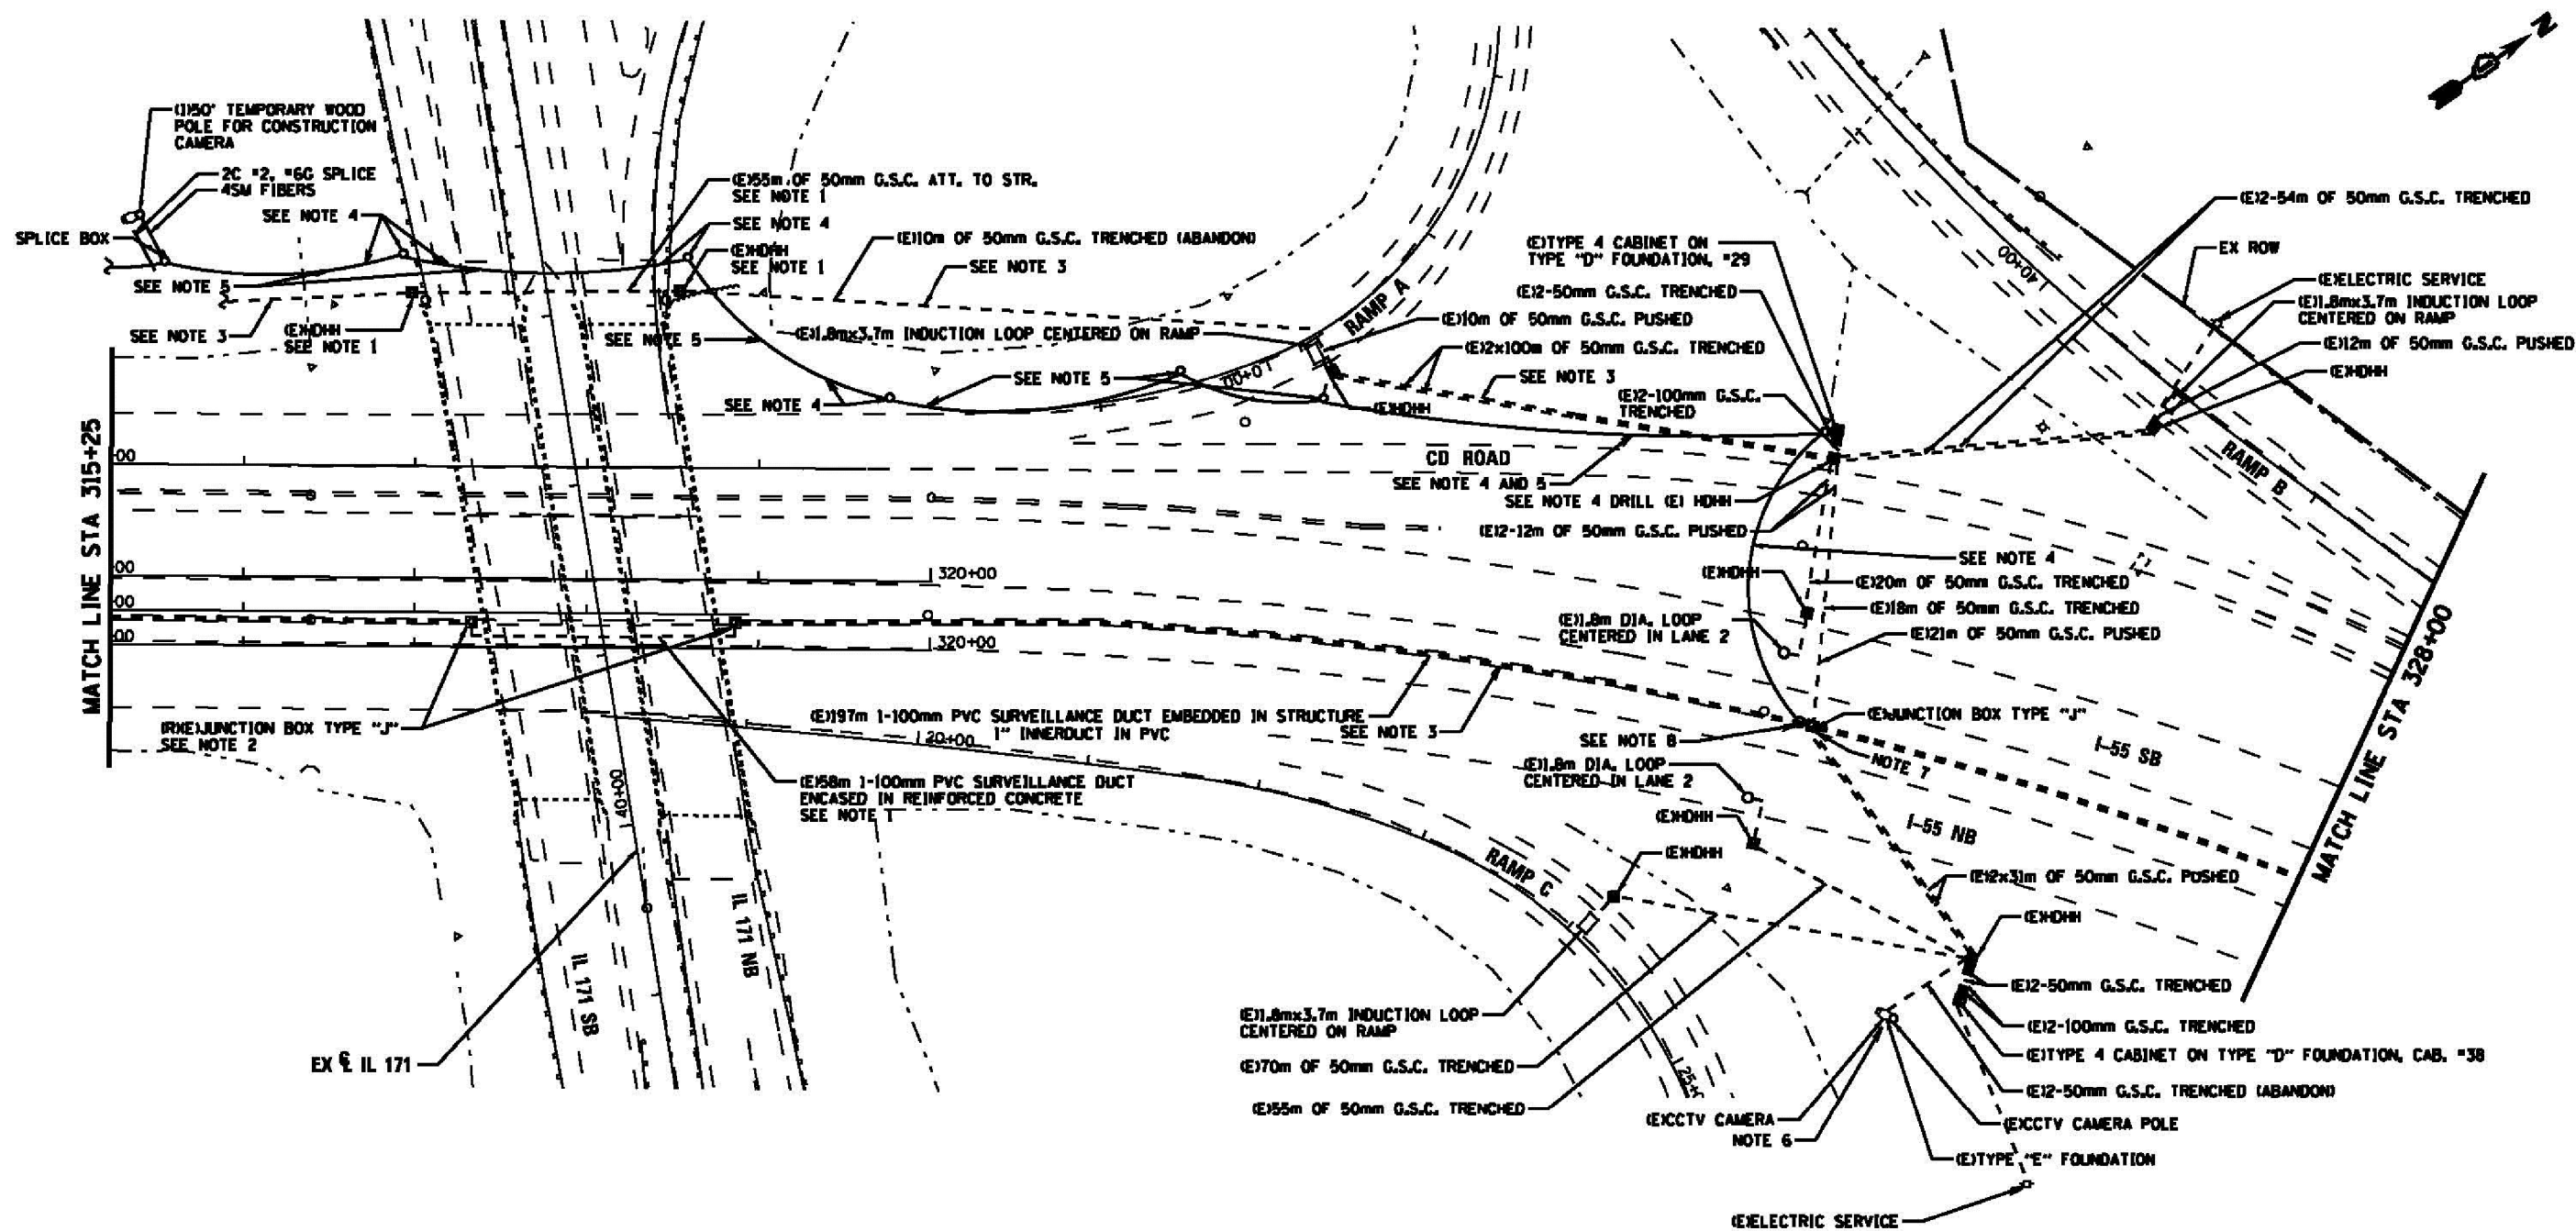 N
(1)50' TEMPORARY WOOD
POLE FOR CONSTRUCTION
CAMERA
2C #2, #6G SPLICE
4SM FIBERS
SEE NOTE 4
SPLICE BOX
SEE NOTE 5
SEE NOTE 3
(E)HDHH
SEE NOTE 1
(E)55m OF 50mm G.S.C. ATT. TO STR.
SEE NOTE 1
SEE NOTE 4
(E)HDHH
SEE NOTE 1
(E)10m OF 50mm G.S.C. TRENCHED (ABANDON)
SEE NOTE 3
SEE NOTE 5
(E)1.8mx3.7m INDUCTION LOOP CENTERED ON RAMP
SEE NOTE 5
SEE NOTE 4
RAMP A
10+00
(E)TYPE 4 CABINET ON
TYPE "D" FOUNDATION, #29
(E)2-50mm G.S.C. TRENCHED
(E)10m OF 50mm G.S.C. PUSHED
(E)2x100m OF 50mm G.S.C. TRENCHED
SEE NOTE 3
(E)2-100mm G.S.C.
TRENCHED
(E)HDHH
CD ROAD
SEE NOTE 4 AND 5
SEE NOTE 4 DRILL (E) HDHH
(E)2-12m OF 50mm G.S.C. PUSHED
(E)2-54m OF 50mm G.S.C. TRENCHED
EX ROW
(E)ELECTRIC SERVICE
(E)1.8mx3.7m INDUCTION LOOP
CENTERED ON RAMP
(E)12m OF 50mm G.S.C. PUSHED
(E)HDHH
40+00
RAMP B
MATCH LINE STA 315+25
00
00
00
00
320+00
320+00
SEE NOTE 4
(E)HDHH
(E)20m OF 50mm G.S.C. TRENCHED
(E)18m OF 50mm G.S.C. TRENCHED
(E)1.8m DIA. LOOP
CENTERED IN LANE 2
(E)21m OF 50mm G.S.C. PUSHED
MATCH LINE STA 328+00
(R)(E)JUNCTION BOX TYPE "J"
SEE NOTE 2
(E)197m 1-100mm PVC SURVEILLANCE DUCT EMBEDDED IN STRUCTURE
1" INNERDUCT IN PVC
SEE NOTE 3
20+00
(E)JUNCTION BOX TYPE "J"
SEE NOTE 8
NOTE 7
I-55 SB
(E)58m 1-100mm PVC SURVEILLANCE DUCT
ENCASED IN REINFORCED CONCRETE
SEE NOTE 1
40+00
(E)1.8m DIA. LOOP
CENTERED IN LANE 2
(E)HDHH
I-55 NB
(E)HDHH
RAMP C
(E)2x31m OF 50mm G.S.C. PUSHED
(E)HDHH
IL 171 NB
IL 171 SB
EX ℄ IL 171
(E)1.8mx3.7m INDUCTION LOOP
CENTERED ON RAMP
(E)70m OF 50mm G.S.C. TRENCHED
(E)55m OF 50mm G.S.C. TRENCHED
(E)2-50mm G.S.C. TRENCHED
(E)2-100mm G.S.C. TRENCHED
(E)TYPE 4 CABINET ON TYPE "D" FOUNDATION, CAB. #38
(E)2-50mm G.S.C. TRENCHED (ABANDON)
(E)CCTV CAMERA
NOTE 6
(E)CCTV CAMERA POLE
(E)TYPE "E" FOUNDATION
(E)ELECTRIC SERVICE